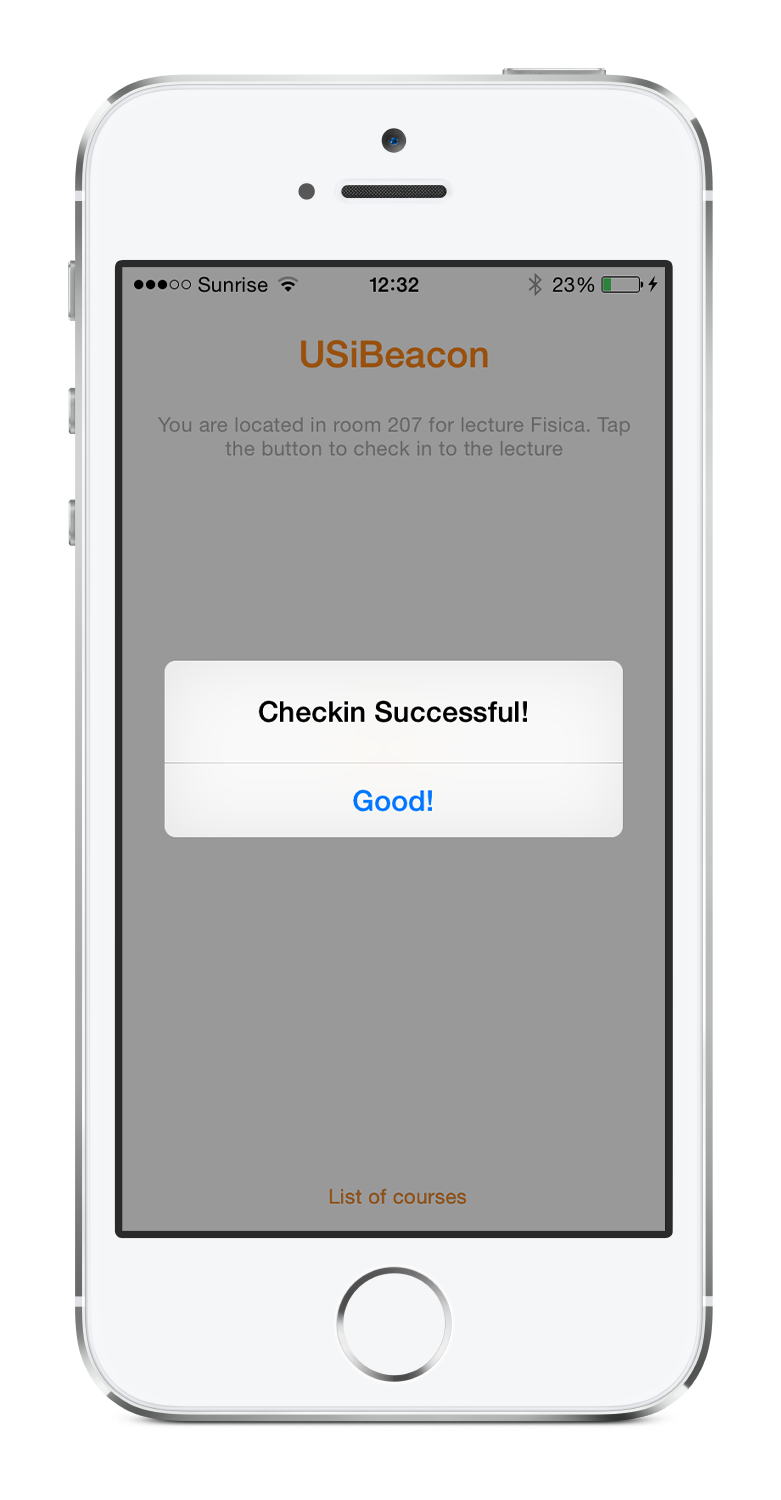 Sunrise 12:32 23%
USiBeacon
You are located in room 207 for lecture Fisica. Tap
the button to check in to the lecture
Checkin Successful!
Good!
List of courses